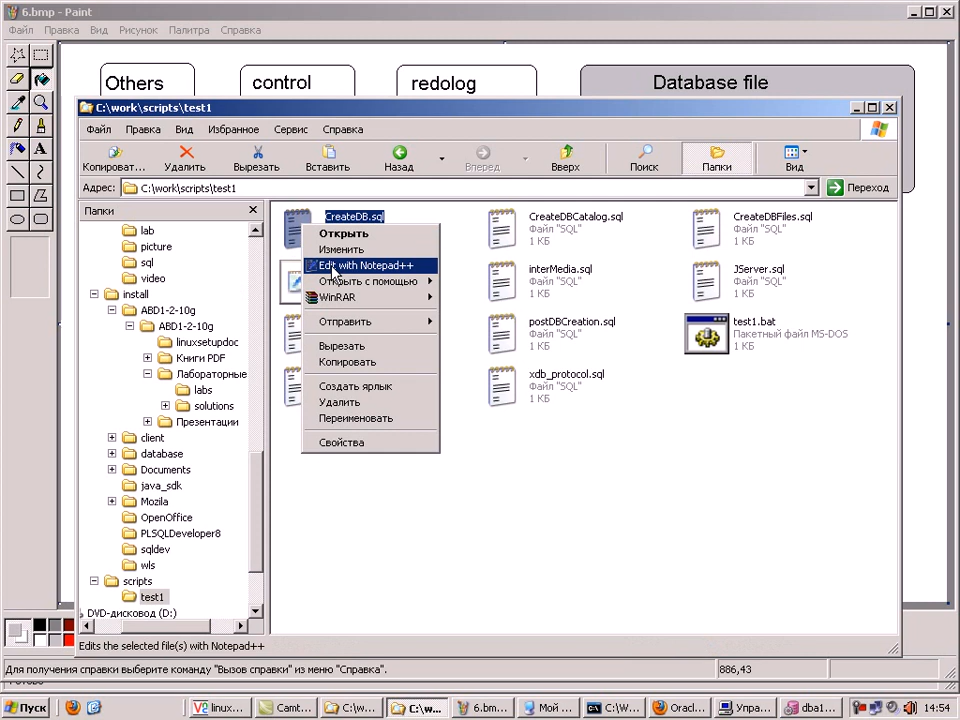 6.bmp - Paint
Файл Правка Вид Рисунок Палитра Справка
Others control redolog Database file
C:\work\scripts\test1
Файл Правка Вид Избранное Сервис Справка
Копироват... Удалить Вырезать Вставить Назад Вперед Вверх Поиск Папки Вид
Адрес: C:\work\scripts\test1 Переход
Папки
lab
picture
sql
video
install
ABD1-2-10g
ABD1-2-10g
linuxsetupdoc
Книги PDF
Лабораторные
labs
solutions
Презентации
client
database
Documents
java_sdk
Mozila
OpenOffice
PLSQLDeveloper8
sqldev
wls
scripts
test1
DVD-дисковод (D:)
CreateDB.sql
CreateDBCatalog.sql
Файл "SQL"
1 КБ
CreateDBFiles.sql
Файл "SQL"
1 КБ
interMedia.sql
Файл "SQL"
1 КБ
JServer.sql
Файл "SQL"
1 КБ
postDBCreation.sql
Файл "SQL"
1 КБ
test1.bat
Пакетный файл MS-DOS
1 КБ
xdb_protocol.sql
Файл "SQL"
1 КБ
Открыть
Изменить
Edit with Notepad++
Открыть с помощью
WinRAR
Отправить
Вырезать
Копировать
Создать ярлык
Удалить
Переименовать
Свойства
Edits the selected file(s) with Notepad++
Для получения справки выберите команду "Вызов справки" из меню "Справка". 886,43
Пуск linux... Camt... C:\w... C:\w... 6.bm... Мой ... C:\W... Oracl... Упра... dba1... 14:54